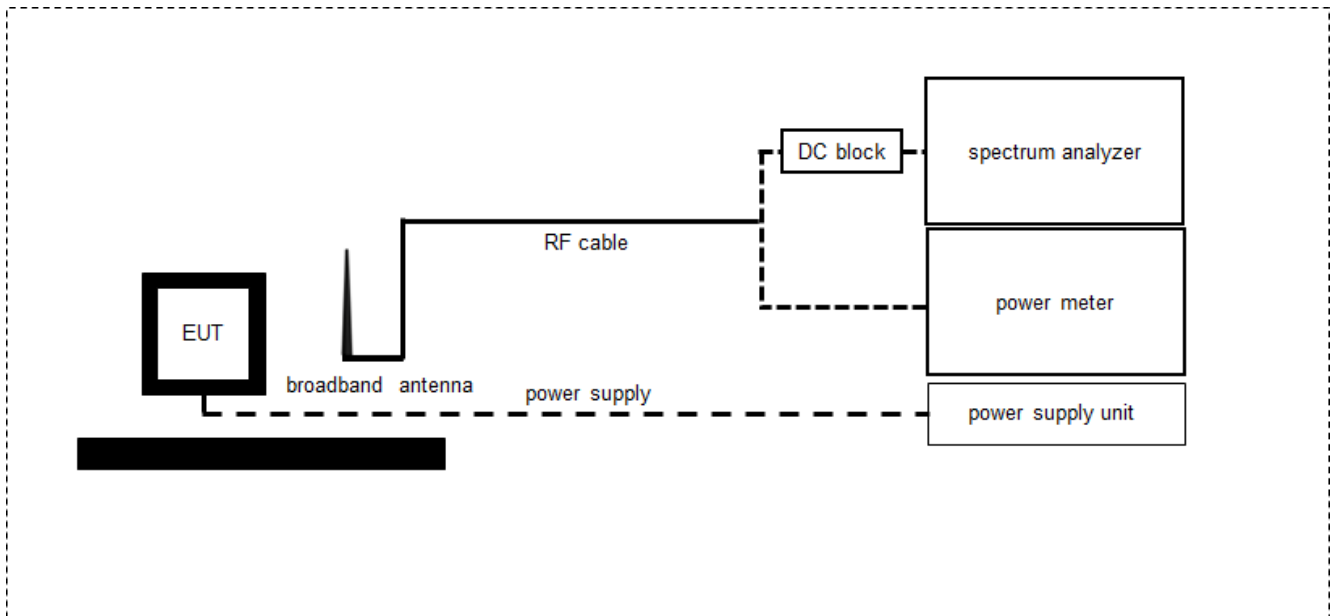 DC block
spectrum analyzer
RF cable
power meter
EUT
broadband antenna
power supply
power supply unit